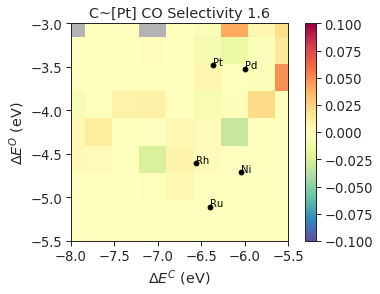 C~[Pt] CO Selectivity 1.6
ΔE^O (eV)
−3.0
−3.5
−4.0
−4.5
−5.0
−5.5
Pt
Pd
Rh
Ni
Ru
−8.0 −7.5 −7.0 −6.5 −6.0 −5.5
ΔE^C (eV)
0.100
0.075
0.050
0.025
0.000
−0.025
−0.050
−0.075
−0.100